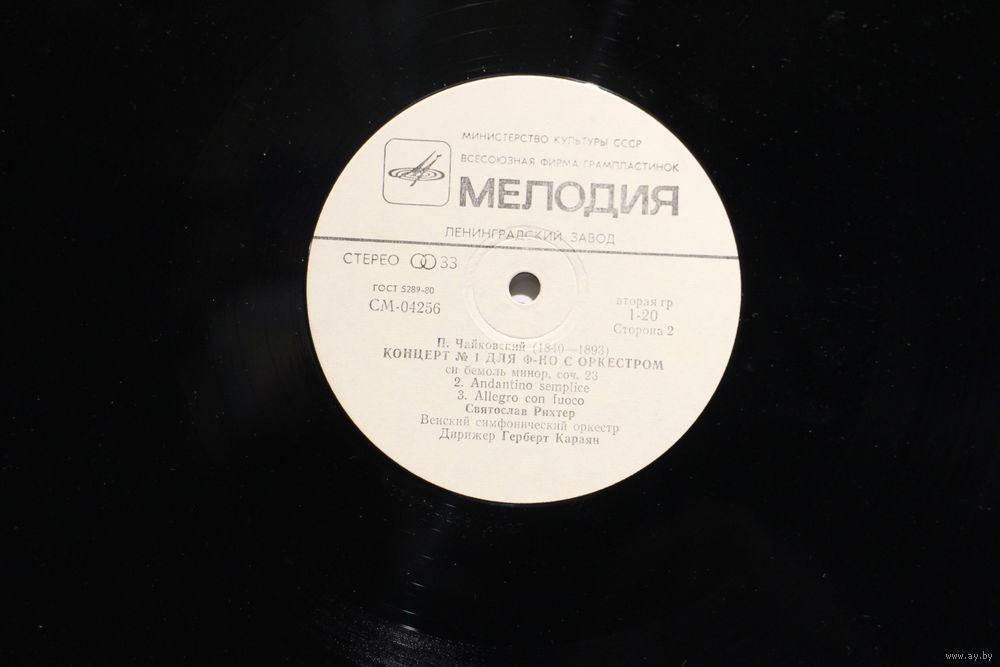 МИНИСТЕРСТВО КУЛЬТУРЫ СССР
ВСЕСОЮЗНАЯ ФИРМА ГРАМПЛАСТИНОК
МЕЛОДИЯ
ЛЕНИНГРАДСКИЙ ЗАВОД
СТЕРЕО 33
ГОСТ 5289-80
СМ-04256
вторая гр
1-20
Сторона 2
П. Чайковский (1840—1893)
КОНЦЕРТ № 1 ДЛЯ Ф-НО С ОРКЕСТРОМ
си бемоль минор, соч. 23
2. Andantino semplice
3. Allegro con fuoco
Святослав Рихтер
Венский симфонический оркестр
Дирижер Герберт Караян
www.ay.by